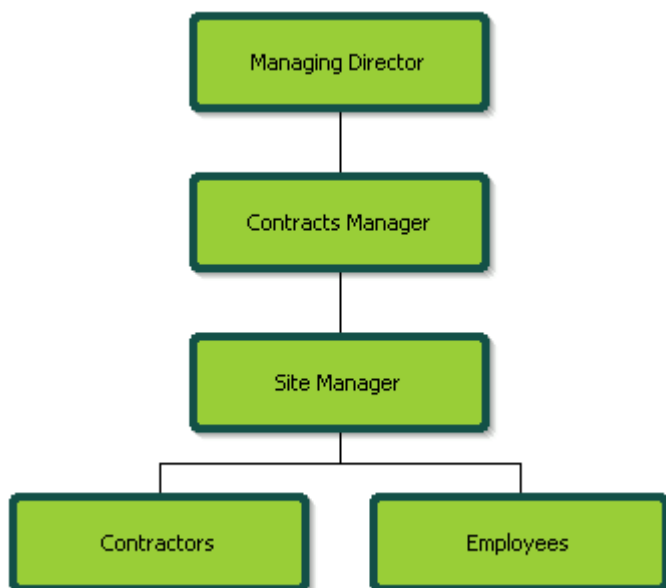 Managing Director
Contracts Manager
Site Manager
Contractors
Employees